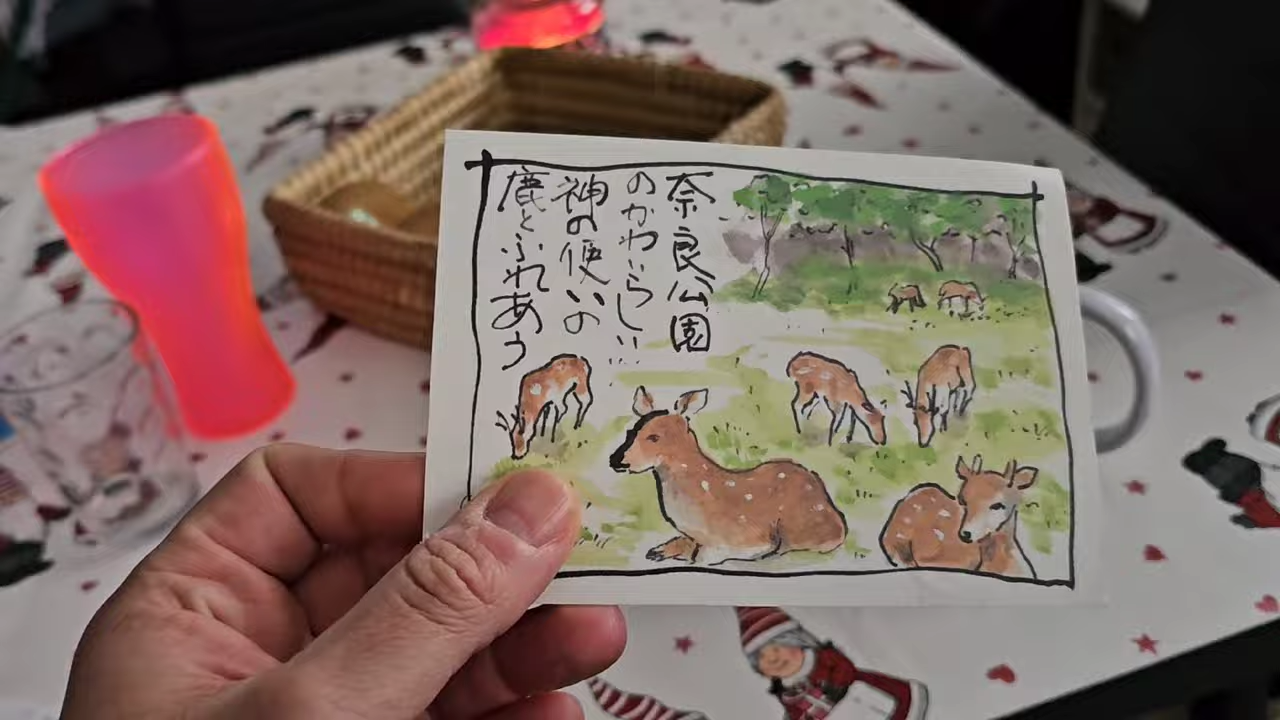 奈良公園
のかわいらしい…
神の使いの
鹿とふれあう